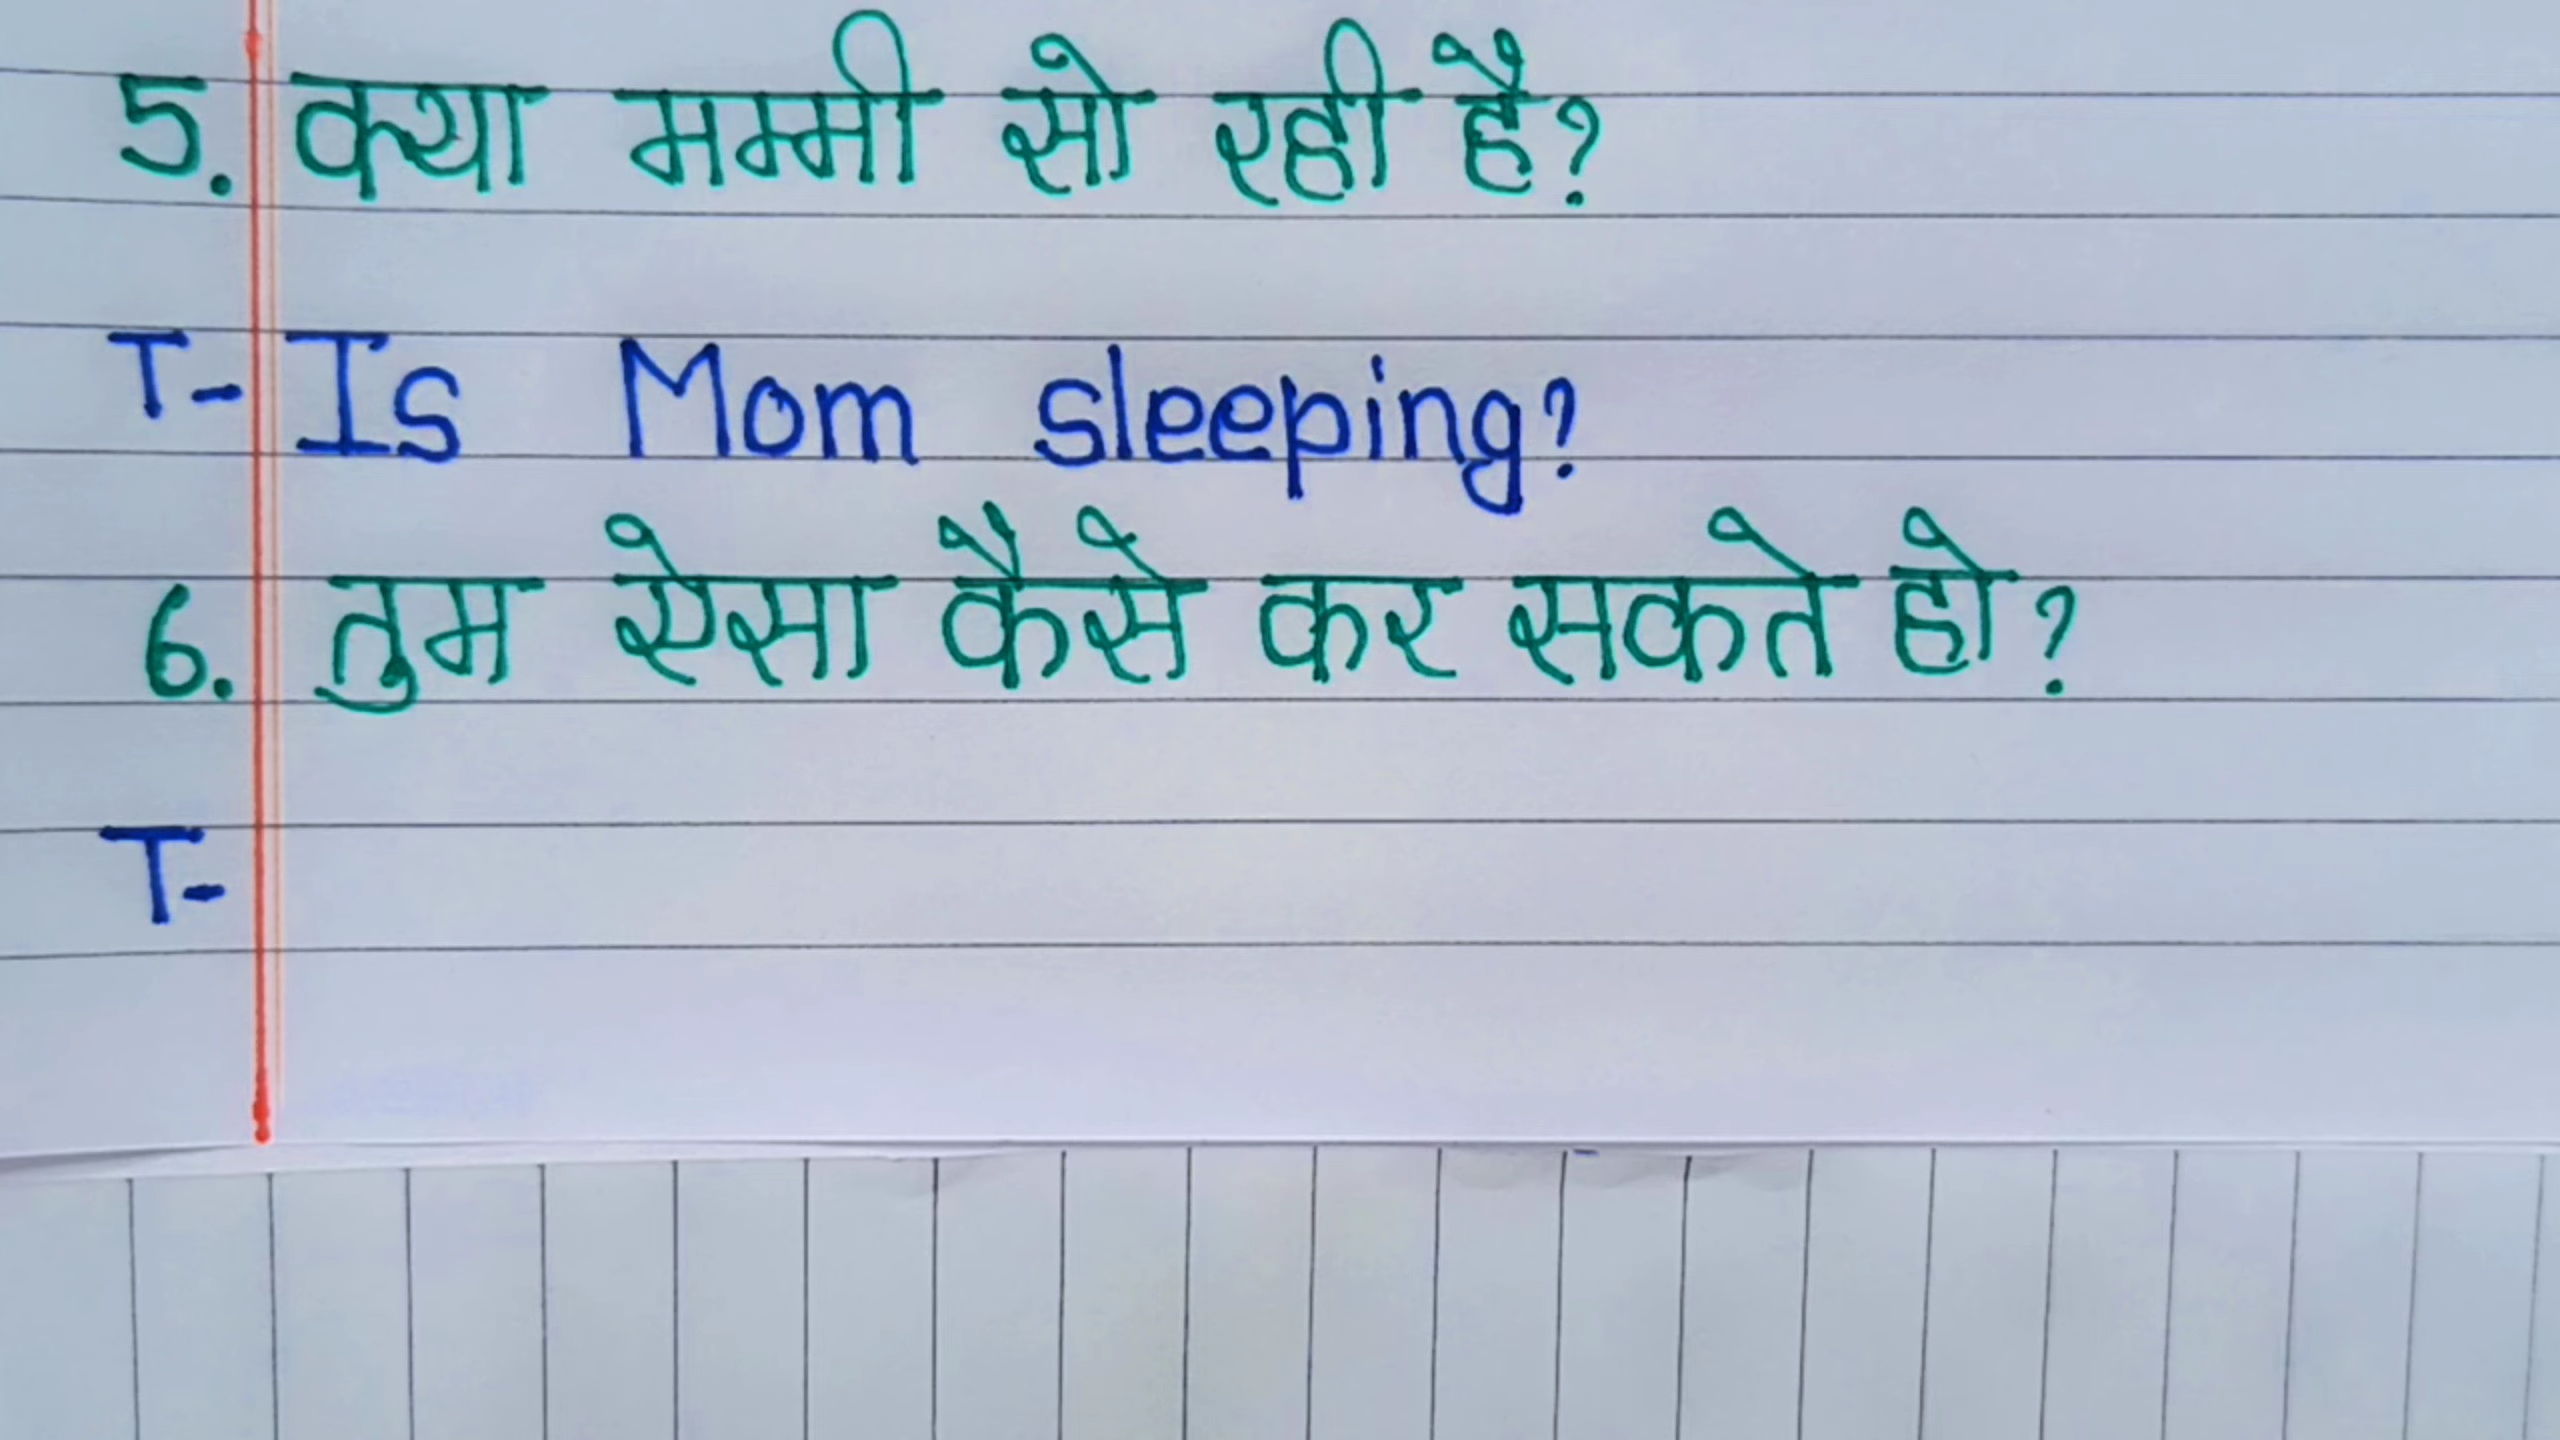 5. क्या मम्मी सो रही है?
T- Is Mom sleeping?
6. तुम ऐसा कैसे कर सकते हो?
T-